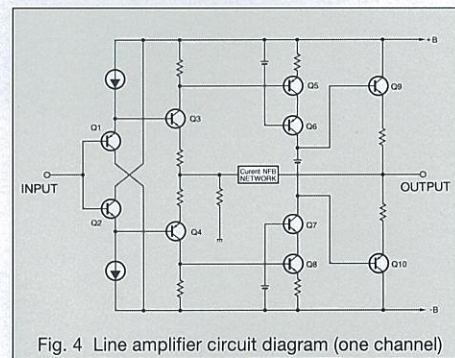 +B
Q5
Q9
Q1
Q3
Q6
Curent NFB
NETWORK
INPUT
OUTPUT
Q2
Q4
Q7
Q8
Q10
-B
Fig. 4 Line amplifier circuit diagram (one channel)